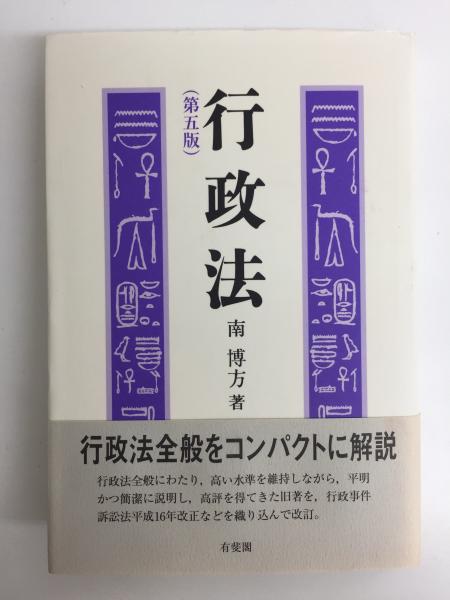 行政法
（第五版）
南 博方 著
行政法全般をコンパクトに解説
行政法全般にわたり，高い水準を維持しながら，平明
かつ簡潔に説明し，高評を得てきた旧著を，行政事件
訴訟法平成16年改正などを織り込んで改訂。
有斐閣